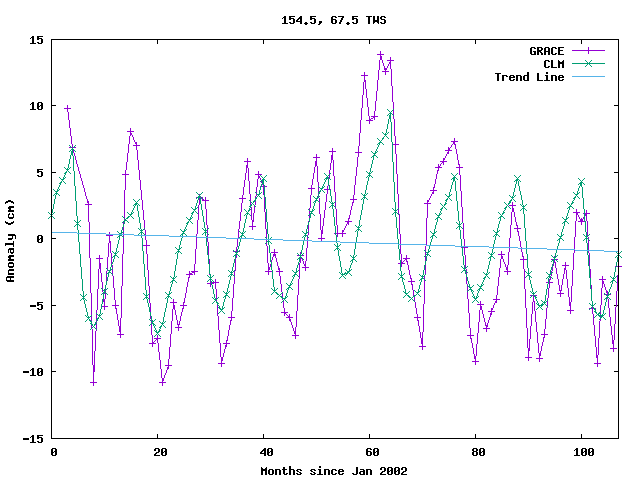 154.5, 67.5 TWS
GRACE
CLM
Trend Line
Anomaly (cm)
15
10
5
0
-5
-10
-15
0 20 40 60 80 100
Months since Jan 2002